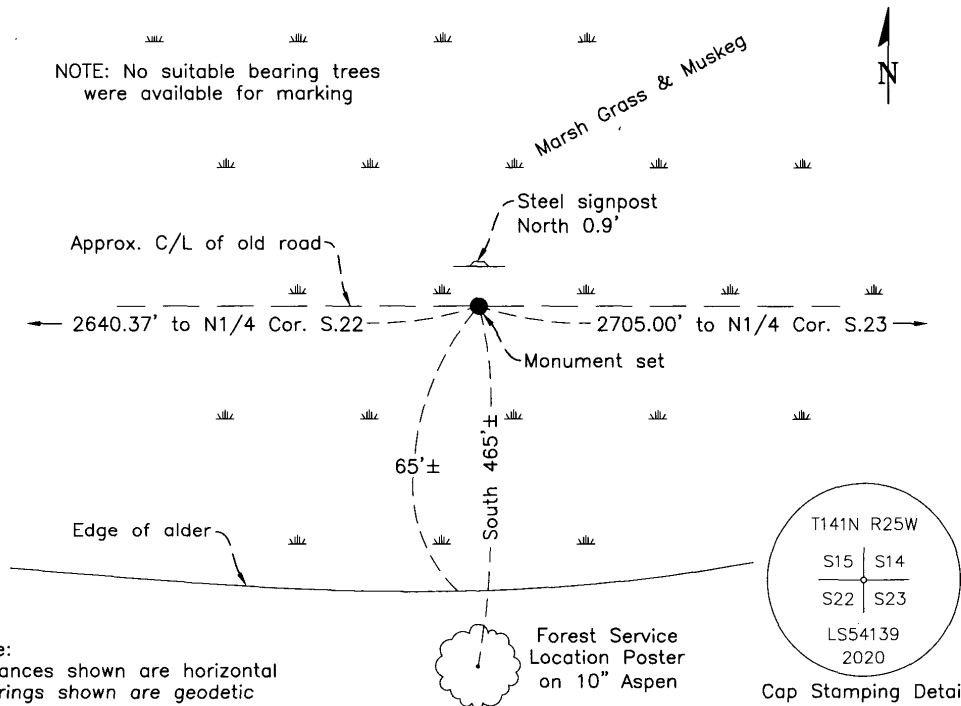 N
NOTE: No suitable bearing trees
were available for marking
Marsh Grass & Muskeg
Steel signpost
North 0.9'
Approx. C/L of old road
2640.37' to N1/4 Cor. S.22
2705.00' to N1/4 Cor. S.23
Monument set
65'±
South 465'±
Edge of alder
T141N R25W
S15 S14
S22 S23
LS54139
2020
Cap Stamping Detai
Forest Service
Location Poster
on 10" Aspen
e:
ances shown are horizontal
rings shown are geodetic